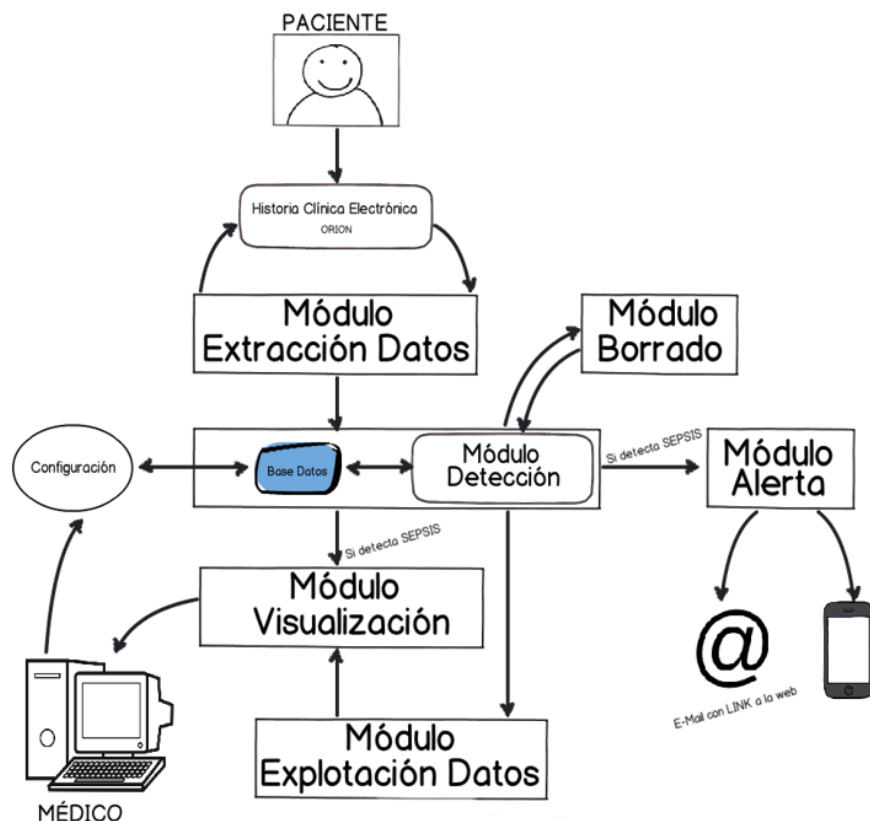 PACIENTE
Historia Clínica Electrónica
ORION
Módulo
Extracción Datos
Módulo
Borrado
Configuración
Base Datos
Módulo
Detección
Si detecta SEPSIS
Módulo
Alerta
Si detecta SEPSIS
Módulo
Visualización
@
E-Mail con LINK a la web
Módulo
Explotación Datos
MÉDICO